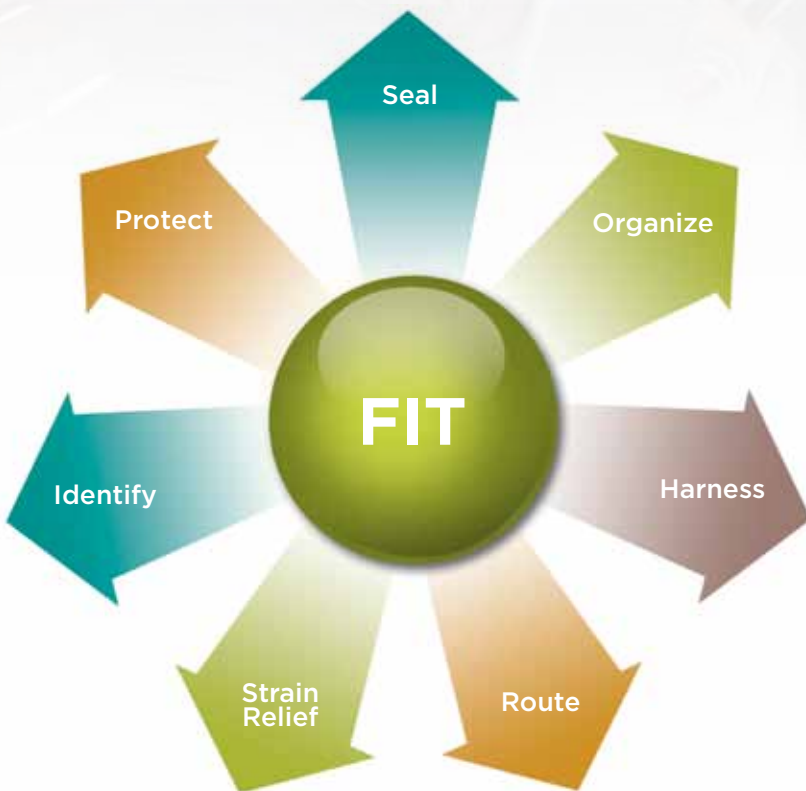 Seal
Organize
Protect
FIT
Identify
Harness
Strain
Relief
Route